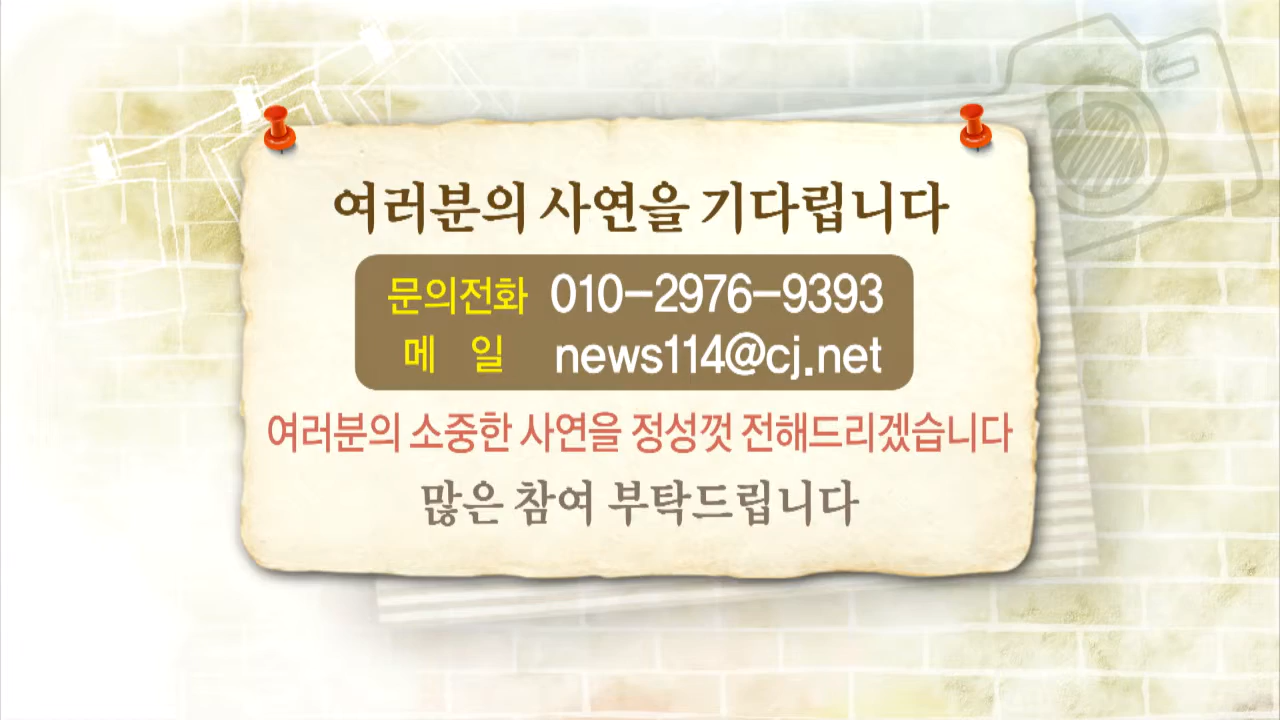 여러분의 사연을 기다립니다
문의전화 010-2976-9393
메 일 news114@cj.net
여러분의 소중한 사연을 정성껏 전해드리겠습니다
많은 참여 부탁드립니다